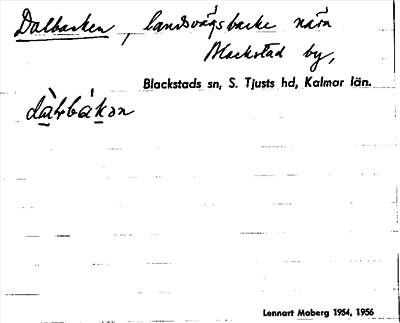 Dalbacken, landsvägsbacke nära
Blackstad by,
Blackstads sn, S. Tjusts hd, Kalmar län.
Lennart Moberg 1954, 1956